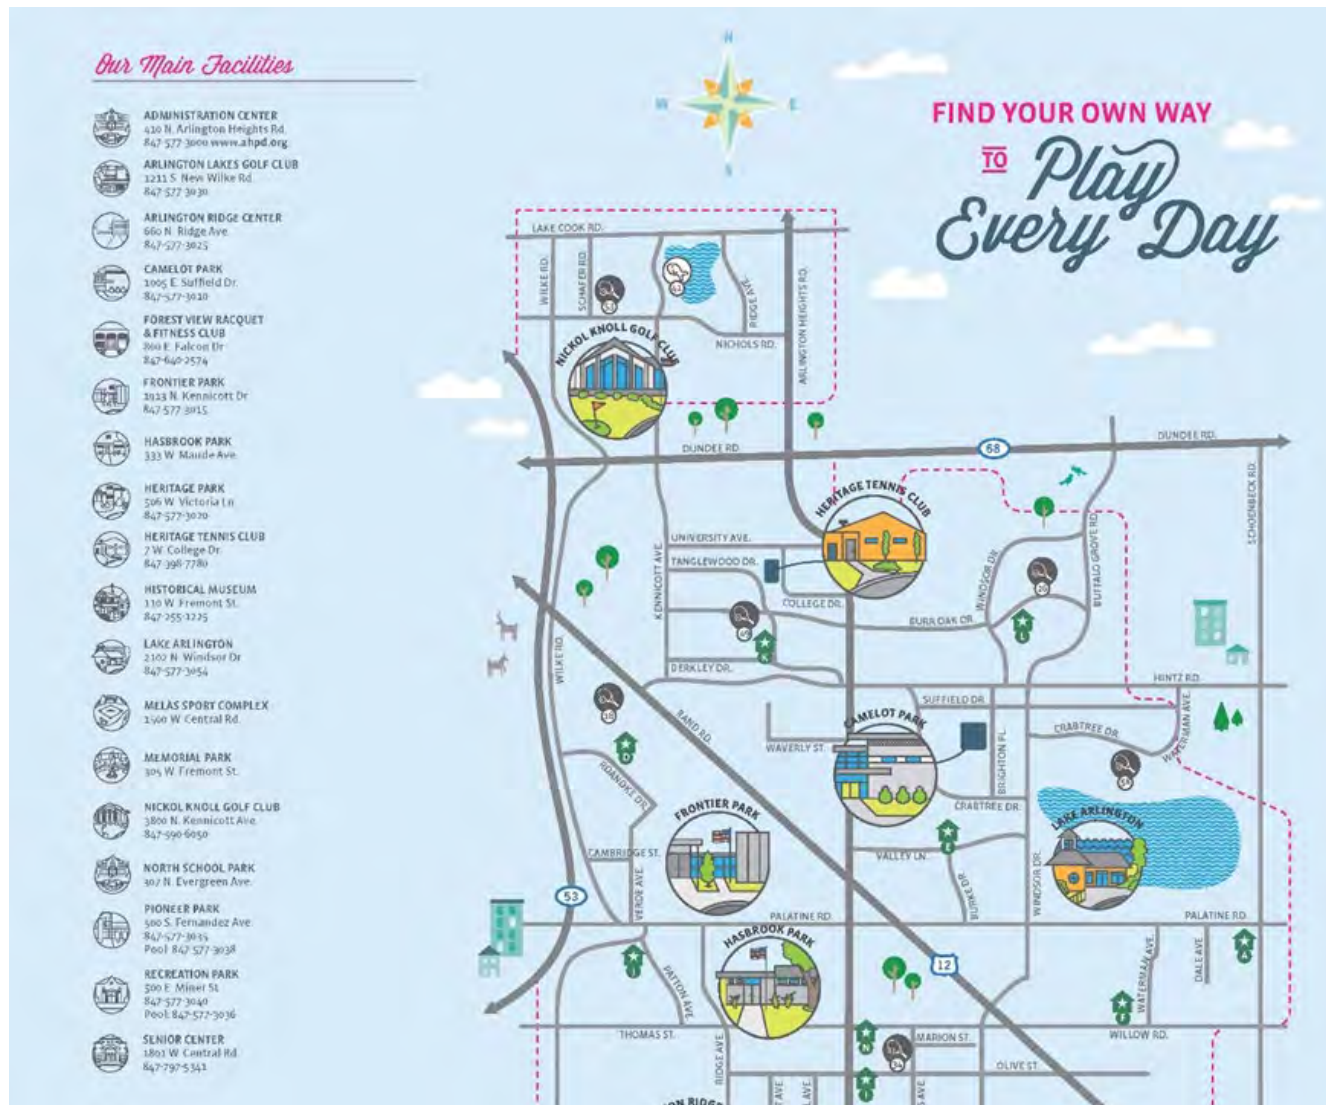 Our Main Facilities
ADMINISTRATION CENTER
410 N. Arlington Heights Rd.
847-577-3000 www.ahpd.org
ARLINGTON LAKES GOLF CLUB
1211 S. New Wilke Rd.
847-577-3030
ARLINGTON RIDGE CENTER
660 N. Ridge Ave.
847-577-3025
CAMELOT PARK
1005 E. Suffield Dr.
847-577-3010
FOREST VIEW RACQUET
& FITNESS CLUB
800 E. Falcon Dr.
847-640-2574
FRONTIER PARK
1923 N. Kennicott Dr.
847-577-3015
HASBROOK PARK
333 W. Maude Ave.
HERITAGE PARK
506 W. Victoria Ln
847-577-3020
HERITAGE TENNIS CLUB
7 W. College Dr.
847-398-7780
HISTORICAL MUSEUM
110 W. Fremont St.
847-255-1225
LAKE ARLINGTON
2102 N. Windsor Dr
847-577-3054
MELAS SPORT COMPLEX
1500 W. Central Rd.
MEMORIAL PARK
305 W. Fremont St.
NICKOL KNOLL GOLF CLUB
3800 N. Kennicott Ave.
847-590-6050
NORTH SCHOOL PARK
307 N. Evergreen Ave.
PIONEER PARK
500 S. Fernandez Ave.
847-577-3035
Pool: 847-577-3038
RECREATION PARK
500 E. Miner St.
847-577-3040
Pool: 847-577-3036
SENIOR CENTER
1801 W. Central Rd.
847-797-5341
N
W
E
S
FIND YOUR OWN WAY
TO Play
Every Day
LAKE COOK RD.
WILKE RD.
SCHAFER RD.
RIDGE AVE.
ARLINGTON HEIGHTS RD.
NICHOLS RD.
NICKOL KNOLL GOLF CLUB
DUNDEE RD.
68
DUNDEE RD.
SCHOENBECK RD.
HERITAGE TENNIS CLUB
UNIVERSITY AVE.
TANGLEWOOD DR.
KENNICOTT AVE.
COLLEGE DR.
WINDSOR DR.
BUFFALO GROVE RD.
BURR OAK DR.
L
K
BERKLEY DR.
WILKE RD.
HINTZ RD.
SUFFIELD DR.
RAND RD.
CAMELOT PARK
WAVERLY ST.
BRIGHTON PL.
CRABTREE DR.
WATERMAN AVE.
D
ROANOKE DR.
CRABTREE DR.
LAKE ARLINGTON
FRONTIER PARK
E
CAMBRIDGE ST.
VALLEY LN.
BURKE DR.
WINDSOR DR.
VERDE AVE.
53
PALATINE RD.
PALATINE RD.
HASBROOK PARK
J
PATTON AVE.
12
WATERMAN AVE.
DALE AVE.
A
F
THOMAS ST.
RIDGE AVE.
N
MARION ST.
WILLOW RD.
OLIVE ST.
I